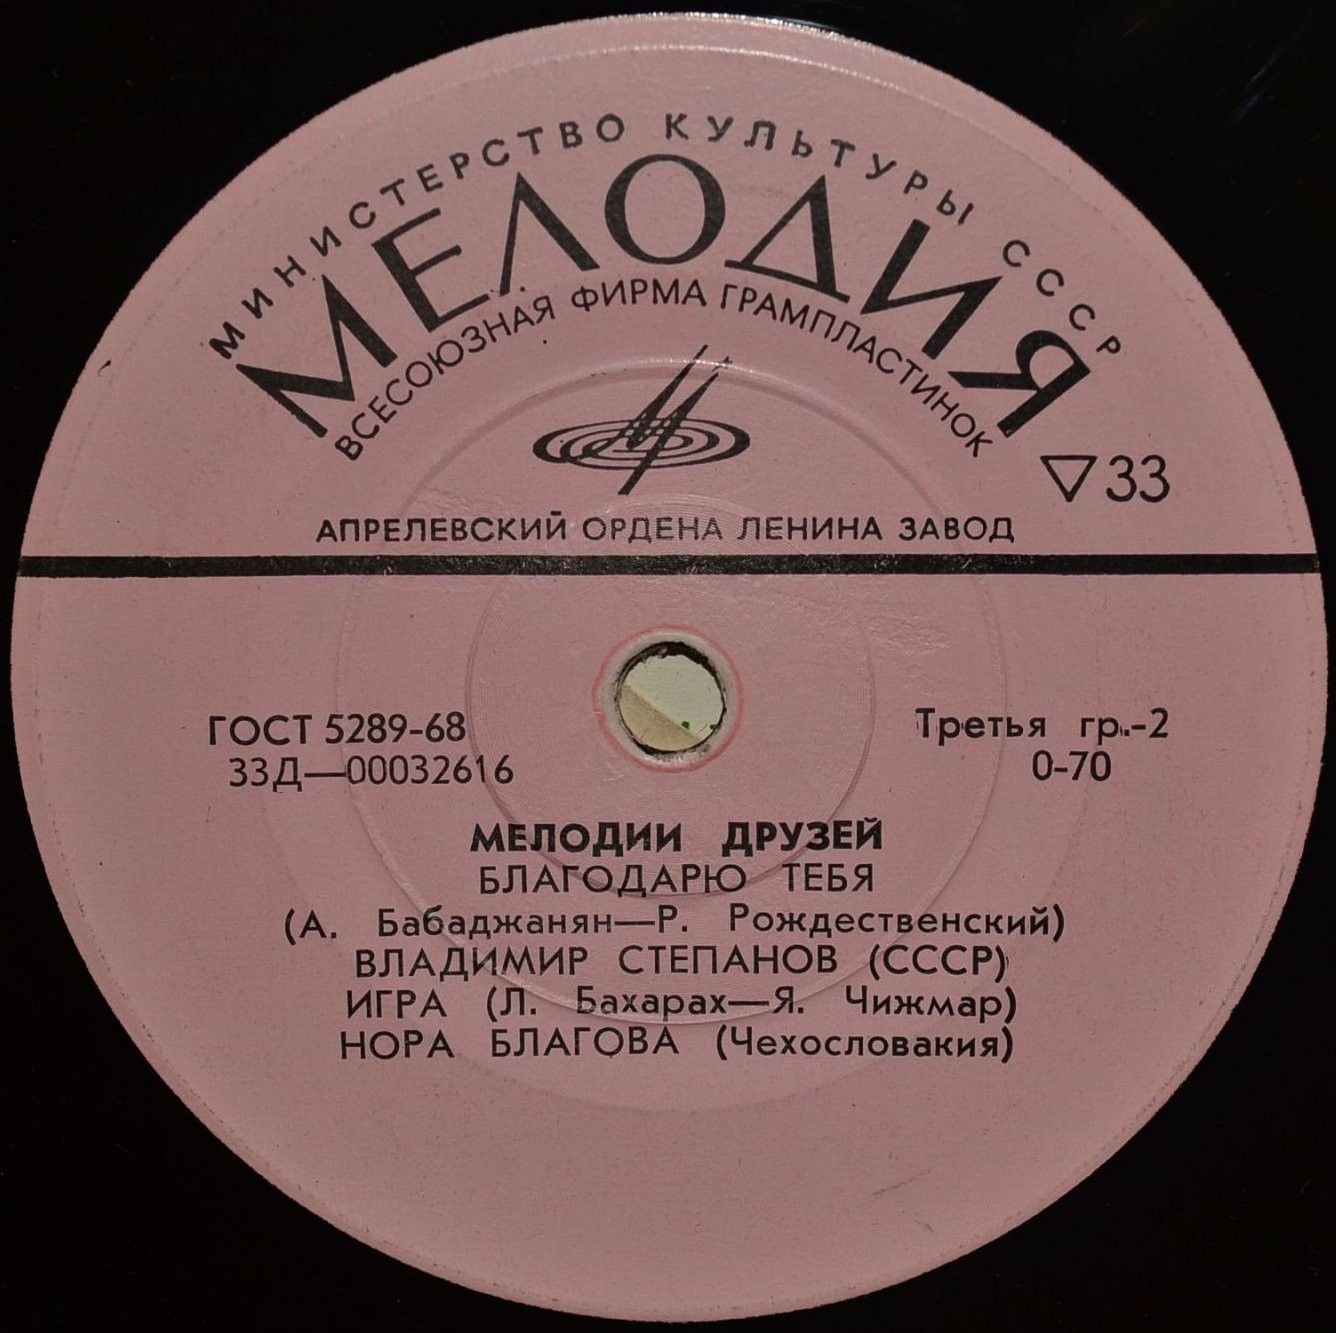 МИНИСТЕРСТВО КУЛЬТУРЫ СССР
МЕЛОДИЯ
ВСЕСОЮЗНАЯ ФИРМА ГРАМПЛАСТИНОК
33
АПРЕЛЕВСКИЙ ОРДЕНА ЛЕНИНА ЗАВОД
ГОСТ 5289-68
33Д—00032616
Третья гр.-2
0-70
МЕЛОДИИ ДРУЗЕЙ
БЛАГОДАРЮ ТЕБЯ
(А. Бабаджанян—Р. Рождественский)
ВЛАДИМИР СТЕПАНОВ (СССР)
ИГРА (Л. Бахарах—Я. Чижмар)
НОРА БЛАГОВА (Чехословакия)